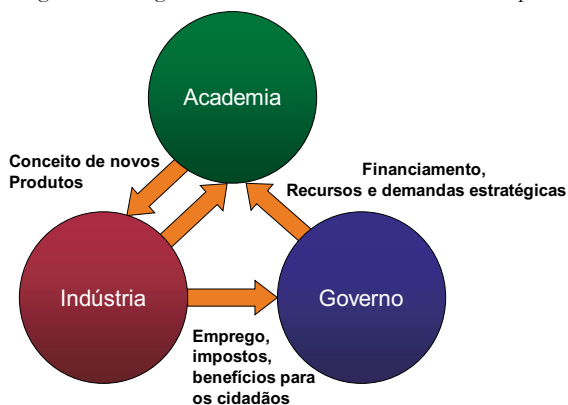 Academia
Conceito de novos
Produtos
Financiamento,
Recursos e demandas estratégicas
Indústria
Governo
Emprego,
impostos,
benefícios para
os cidadãos